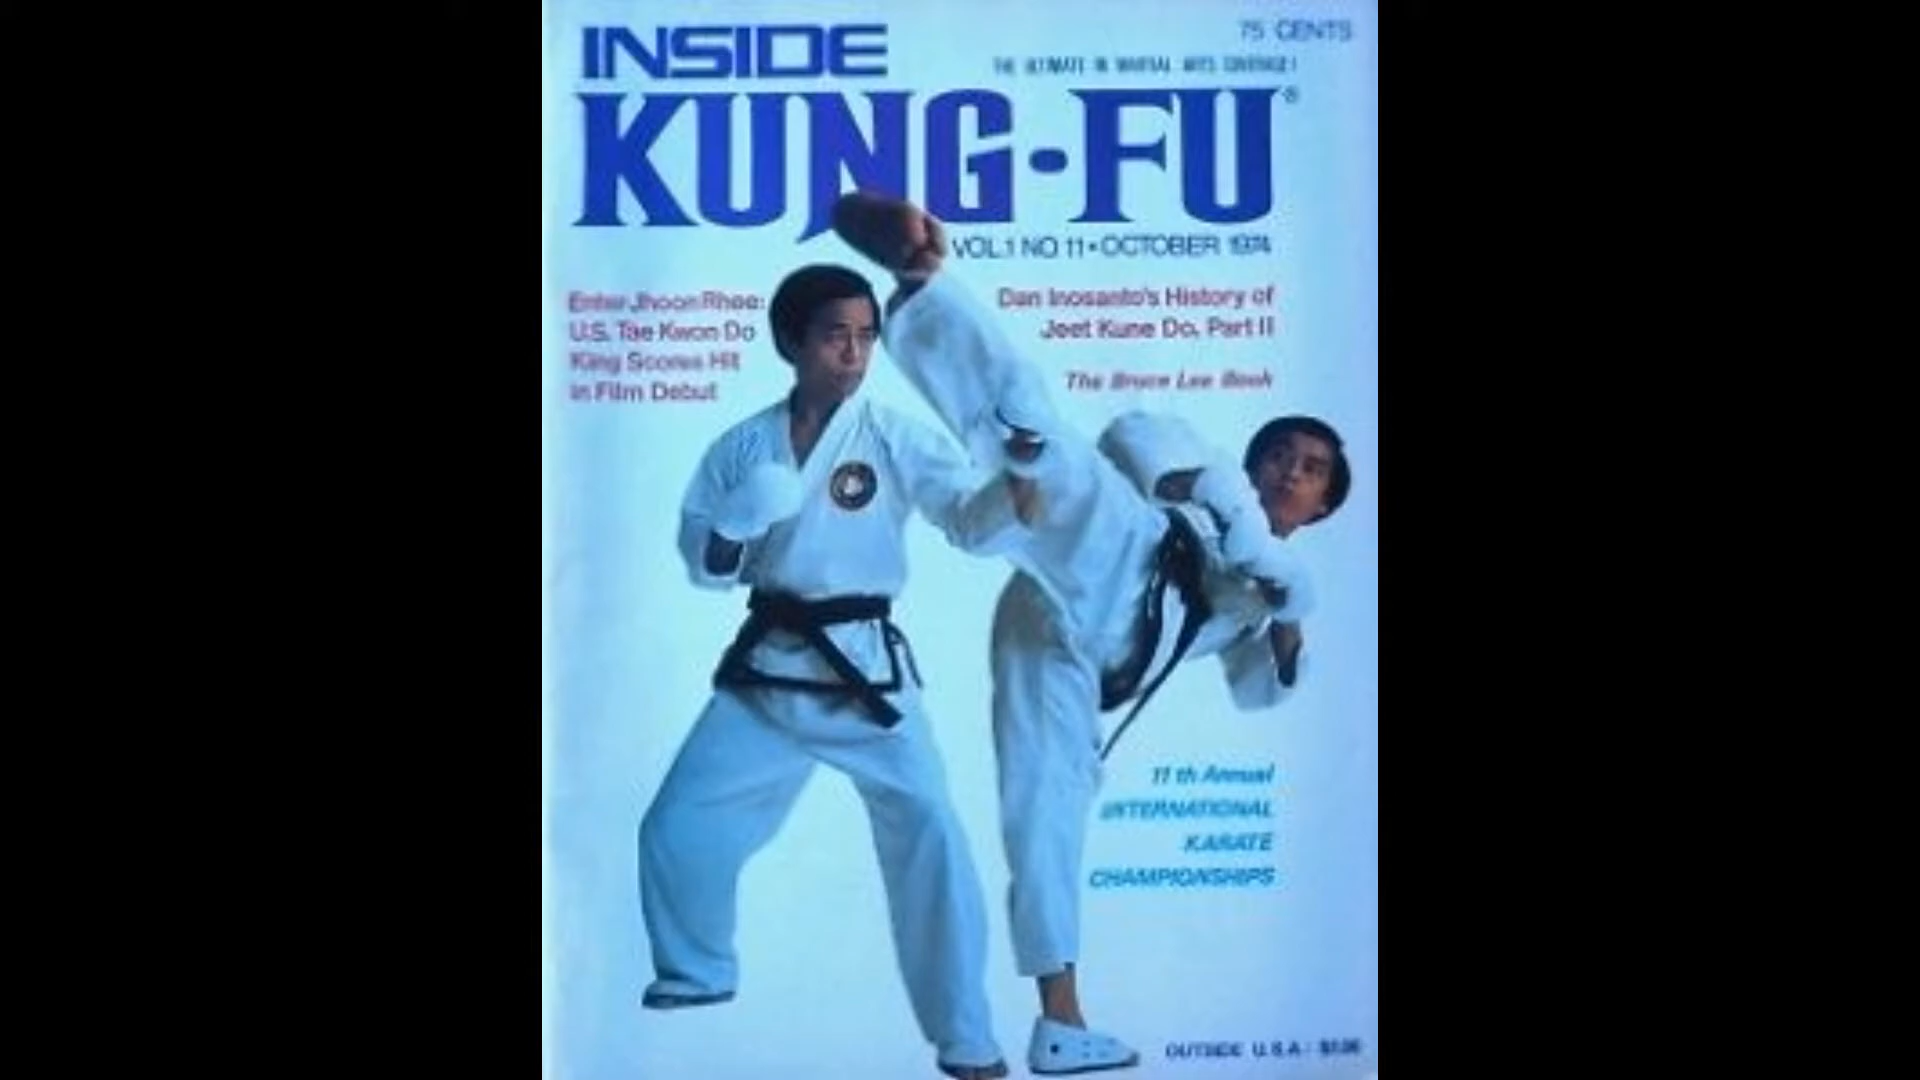 INSIDE
75 CENTS
THE ULTIMATE IN MARTIAL ARTS COVERAGE!
KUNG-FU®
VOL.1 NO 11•OCTOBER 1974
Enter Jhoon Rhee:
U.S. Tae Kwon Do
King Scores Hit
in Film Debut
Dan Inosanto's History of
Jeet Kune Do, Part II
The Bruce Lee Book
11 th Annual
INTERNATIONAL
KARATE
CHAMPIONSHIPS
OUTSIDE U.S.A.: